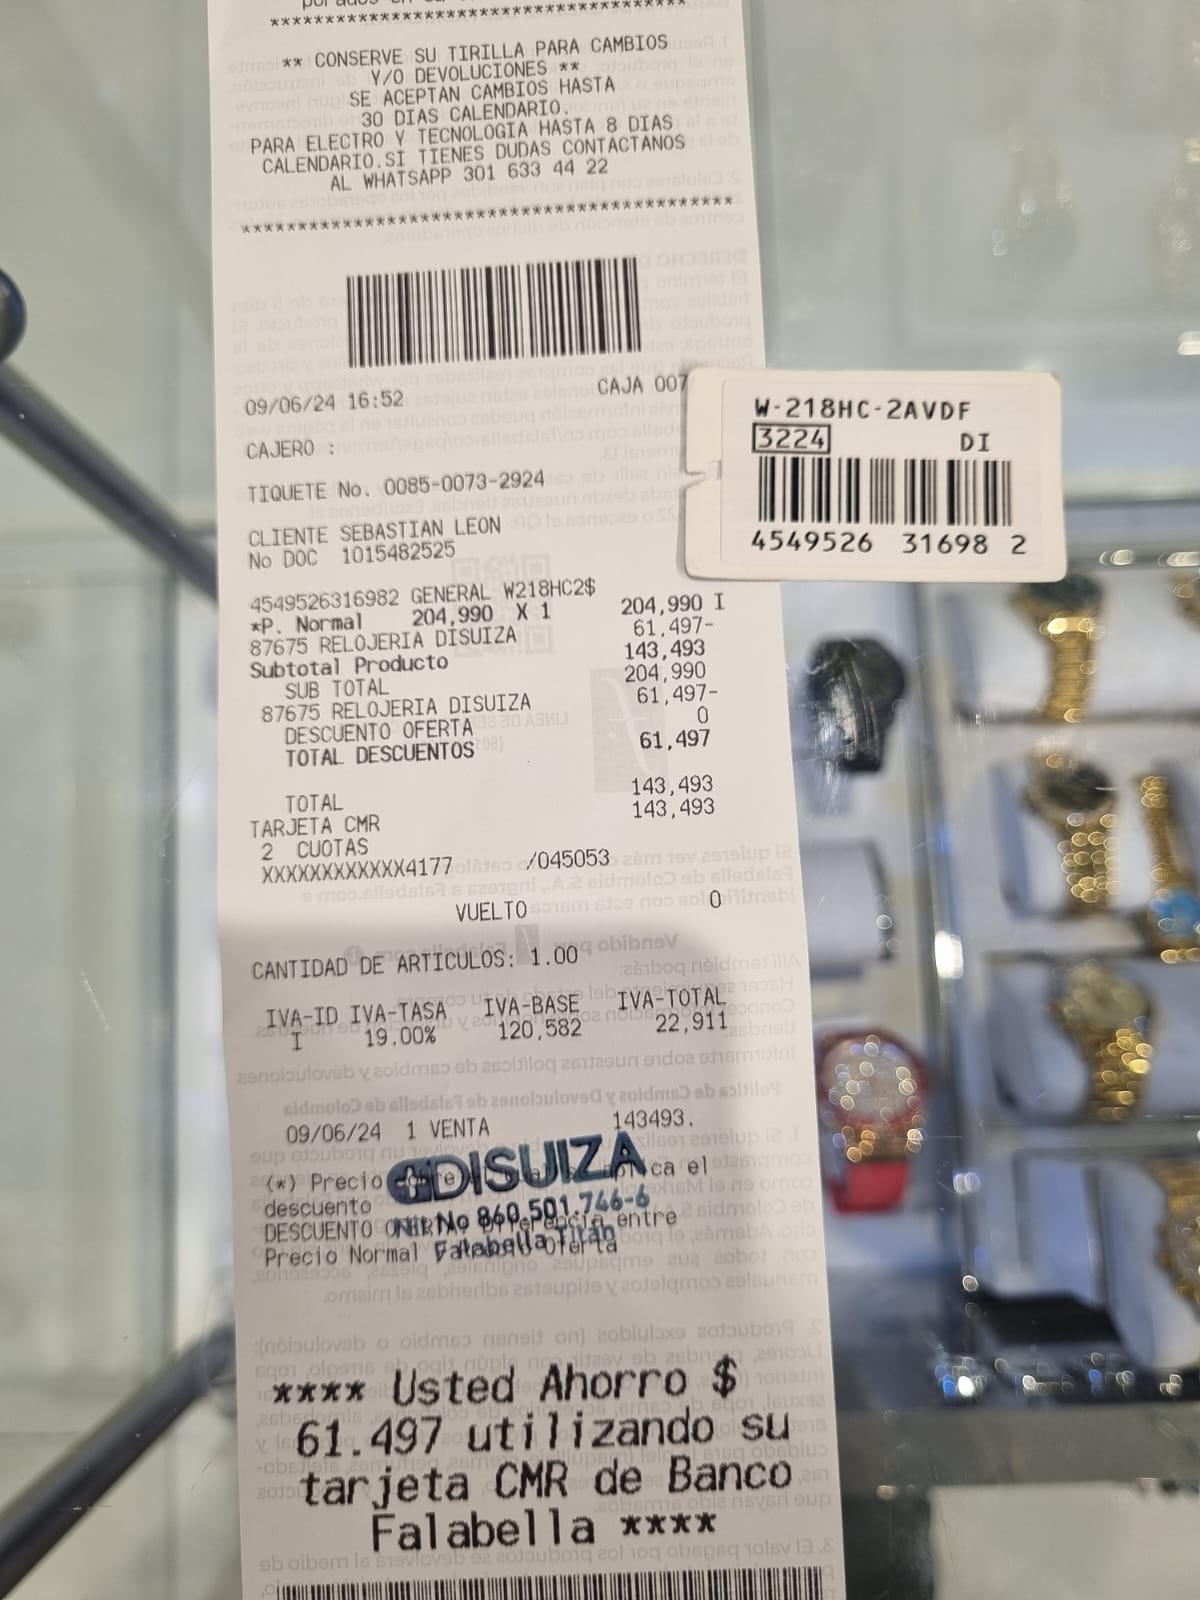 ** CONSERVE SU TIRILLA PARA CAMBIOS
Y/O DEVOLUCIONES **
SE ACEPTAN CAMBIOS HASTA
30 DIAS CALENDARIO.
PARA ELECTRO Y TECNOLOGIA HASTA 8 DIAS
CALENDARIO.SI TIENES DUDAS CONTACTANOS
AL WHATSAPP 301 633 44 22
09/06/24 16:52 CAJA 007
CAJERO :
TIQUETE No. 0085-0073-2924
CLIENTE SEBASTIAN LEON
No DOC 1015482525
4549526316982 GENERAL W218HC2$
*P. Normal 204,990 X 1 204,990 I
87675 RELOJERIA DISUIZA 61,497-
Subtotal Producto 143,493
SUB TOTAL 204,990
87675 RELOJERIA DISUIZA 61,497-
DESCUENTO OFERTA 0
TOTAL DESCUENTOS 61,497
TOTAL 143,493
TARJETA CMR 143,493
2 CUOTAS
XXXXXXXXXXXX4177 /045053
VUELTO 0
CANTIDAD DE ARTICULOS: 1.00
IVA-ID IVA-TASA IVA-BASE IVA-TOTAL
I 19.00% 120,582 22,911
09/06/24 1 VENTA 143493.
(*) Precio el
descuento
DESCUENTO entre
Precio Normal
DISUIZA
Nit. No 860.501.746-6
Falabella Titán
**** Usted Ahorro $
61.497 utilizando su
tarjeta CMR de Banco
Falabella ****
W-218HC-2AVDF
3224 DI
4549526 31698 2